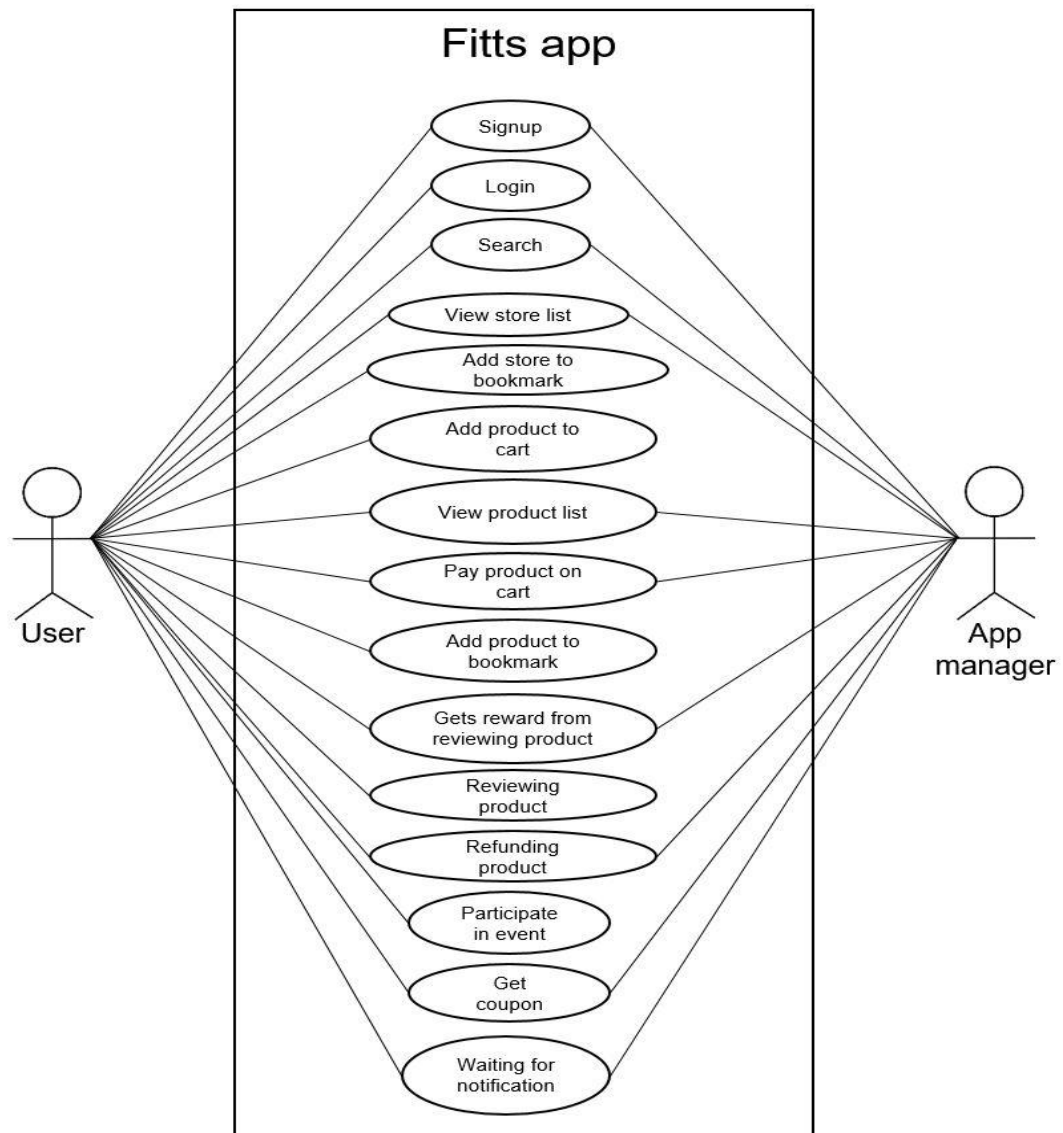 Fitts app
Signup
Login
Search
View store list
Add store to
bookmark
Add product to
cart
View product list
Pay product on
cart
Add product to
bookmark
Gets reward from
reviewing product
Reviewing
product
Refunding
product
Participate
in event
Get
coupon
Waiting for
notification
User
App
manager